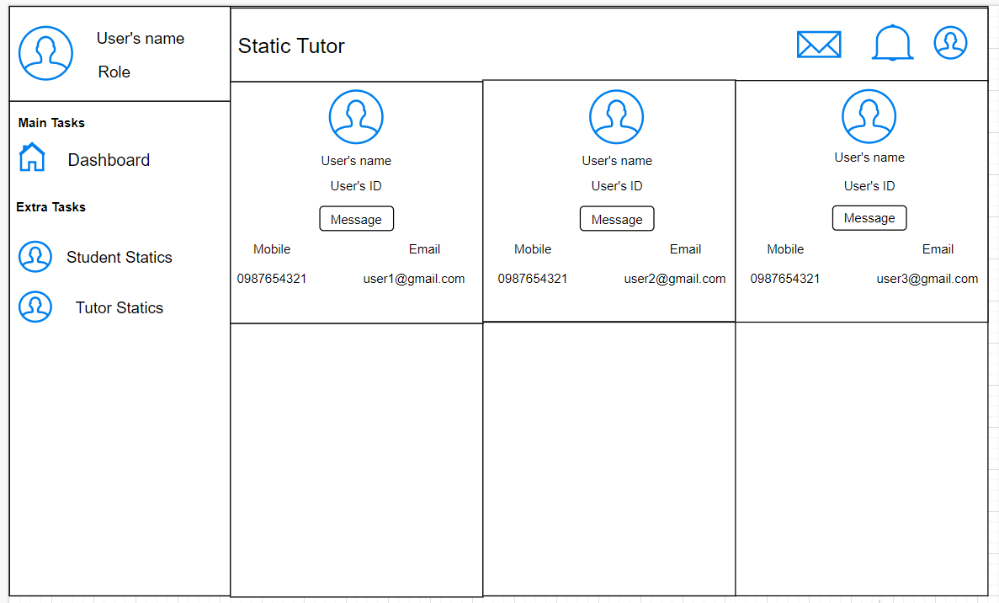 User's name
Role
Static Tutor
Main Tasks
Dashboard
Extra Tasks
Student Statics
Tutor Statics
User's name
User's ID
Message
Mobile Email
0987654321 user1@gmail.com
User's name
User's ID
Message
Mobile Email
0987654321 user2@gmail.com
User's name
User's ID
Message
Mobile Email
0987654321 user3@gmail.com